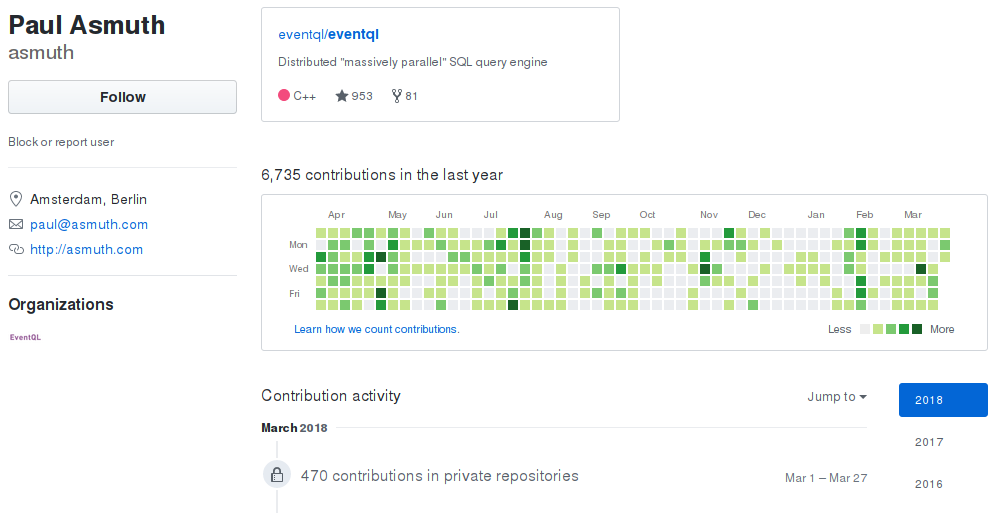 Paul Asmuth
asmuth
Follow
Block or report user
Amsterdam, Berlin
paul@asmuth.com
http://asmuth.com
Organizations
EventQL
eventql/eventql
Distributed "massively parallel" SQL query engine
C++ 953 81
6,735 contributions in the last year
Apr May Jun Jul Aug Sep Oct Nov Dec Jan Feb Mar
Mon
Wed
Fri
Learn how we count contributions.
Less More
Contribution activity
Jump to
March 2018
470 contributions in private repositories
Mar 1 – Mar 27
2018
2017
2016